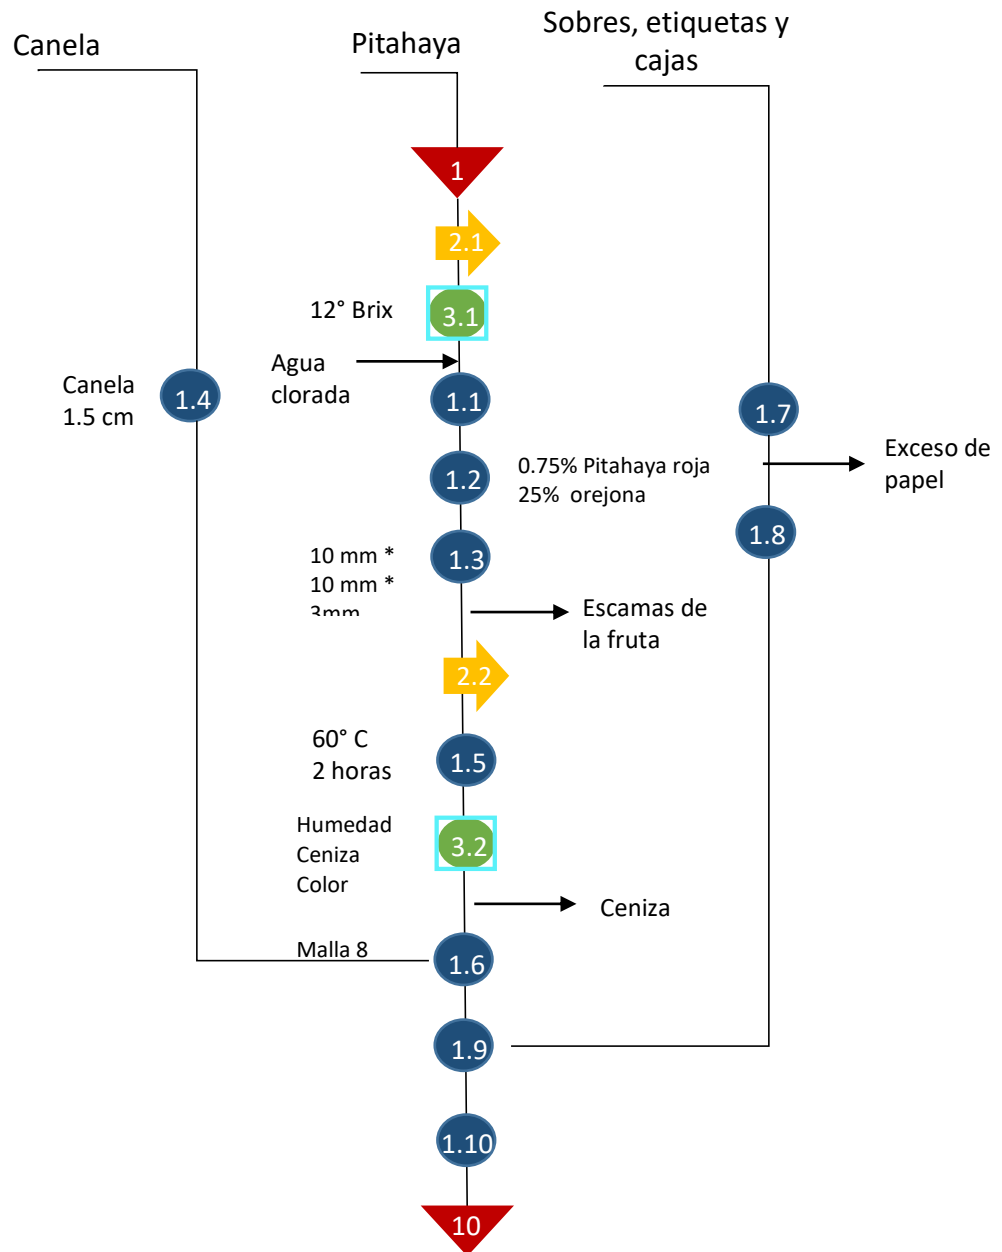 Canela
Pitahaya
Sobres, etiquetas y
cajas
1
2.1
12° Brix
3.1
Agua
clorada
1.1
Canela
1.5 cm
1.4
1.7
1.2
0.75% Pitahaya roja
25% orejona
Exceso de
papel
1.8
10 mm *
10 mm *
3mm
1.3
Escamas de
la fruta
2.2
60° C
2 horas
1.5
Humedad
Ceniza
Color
3.2
Ceniza
Malla 8
1.6
1.9
1.10
10